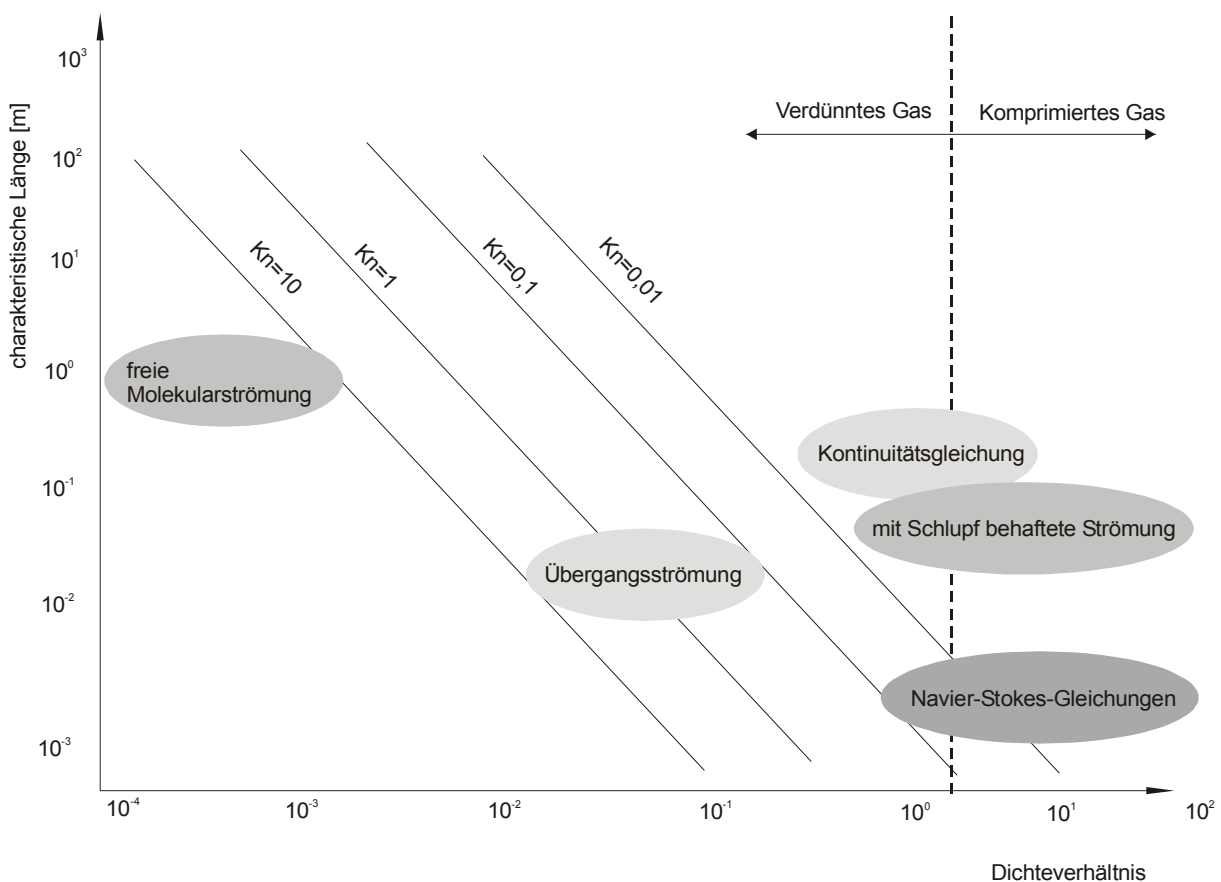 10³
charakteristische Länge [m]
Verdünntes Gas
Komprimiertes Gas
10²
10¹
Kn=10
Kn=1
Kn=0,1
Kn=0,01
10⁰
freie
Molekularströmung
Kontinuitätsgleichung
10⁻¹
mit Schlupf behaftete Strömung
Übergangsströmung
10⁻²
Navier-Stokes-Gleichungen
10⁻³
10⁻⁴
10⁻³
10⁻²
10⁻¹
10⁰
10¹
10²
Dichteverhältnis